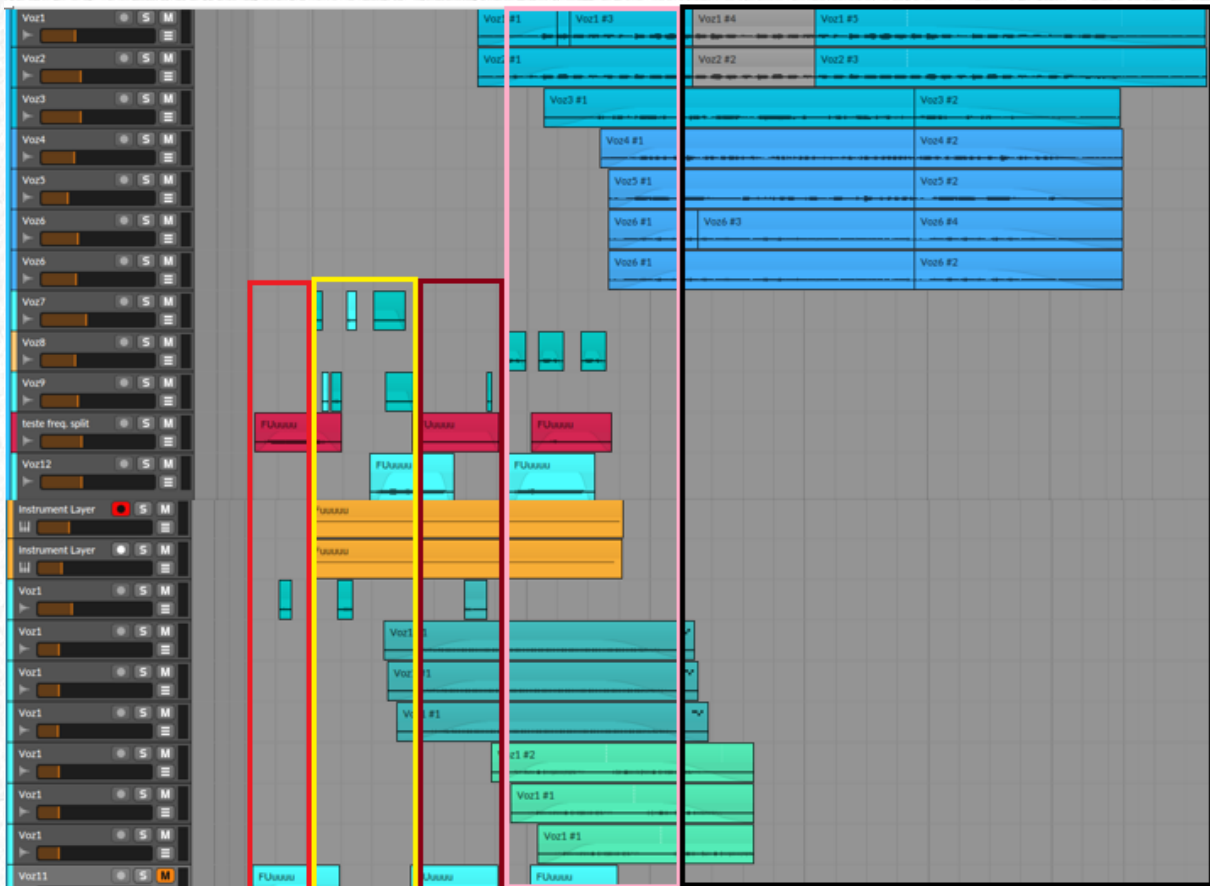 Voz1 S M Voz1 #1 Voz1 #3 Voz1 #4 Voz1 #5
Voz2 S M Voz2 #1 Voz2 #2 Voz2 #3
Voz3 S M Voz3 #1 Voz3 #2
Voz4 S M Voz4 #1 Voz4 #2
Voz5 S M Voz5 #1 Voz5 #2
Voz6 S M Voz6 #1 Voz6 #3 Voz6 #4
Voz6 S M Voz6 #1 Voz6 #2
Voz7 S M
Voz8 S M
Voz9 S M
teste freq. split S M FUuuuu Uuuuu FUuuuu
Voz12 S M FUuuuu FUuuuu
Instrument Layer S M Fuuuuu
Instrument Layer S M Fuuuuu
Voz1 S M
Voz1 S M Voz1 #1
Voz1 S M Voz1 #1
Voz1 S M Voz1 #1
Voz1 S M Voz1 #2
Voz1 S M Voz1 #1
Voz1 S M Voz1 #1
Voz11 S M FUuuuu Uuuuu FUuuuu